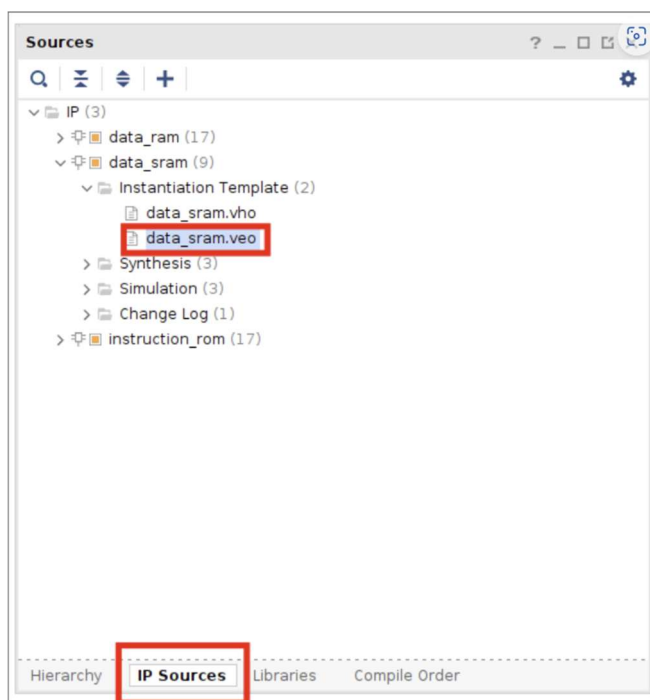 Sources
IP (3)
data_ram (17)
data_sram (9)
Instantiation Template (2)
data_sram.vho
data_sram.veo
Synthesis (3)
Simulation (3)
Change Log (1)
instruction_rom (17)
Hierarchy IP Sources Libraries Compile Order